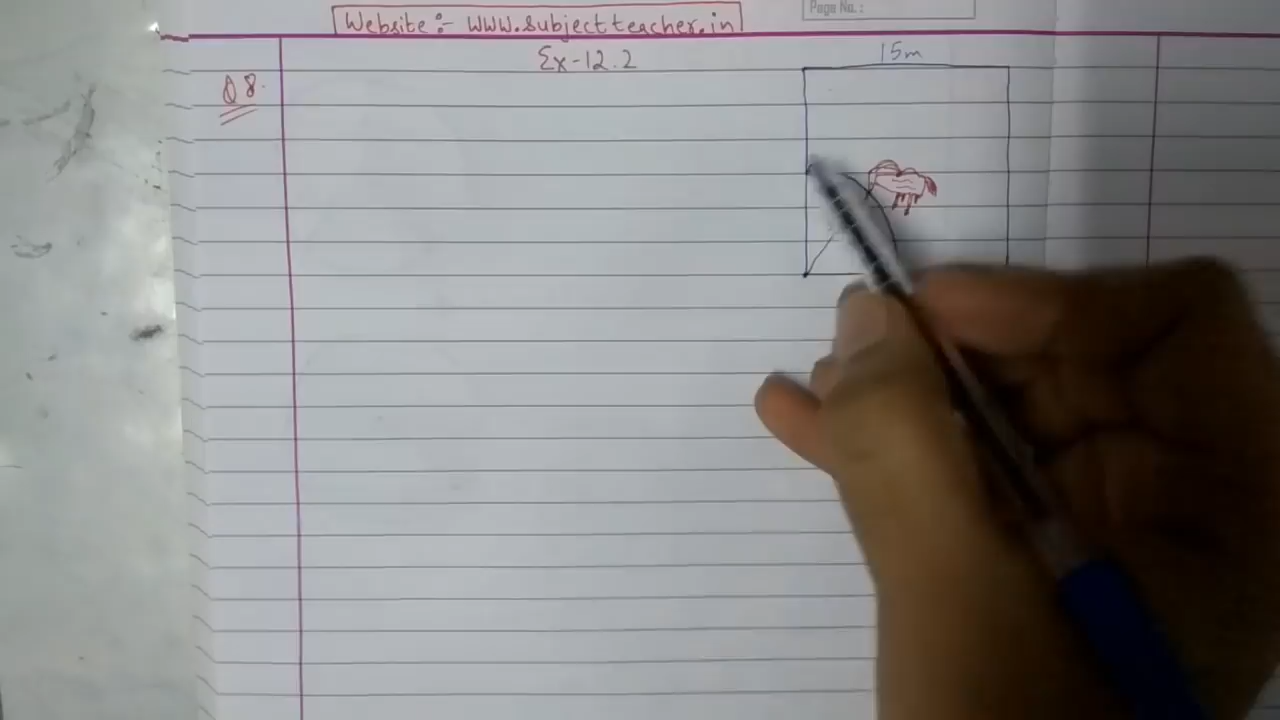 Page No. :
Website :- www.subjectteacher.in
Ex-12.2
15m
Q8.